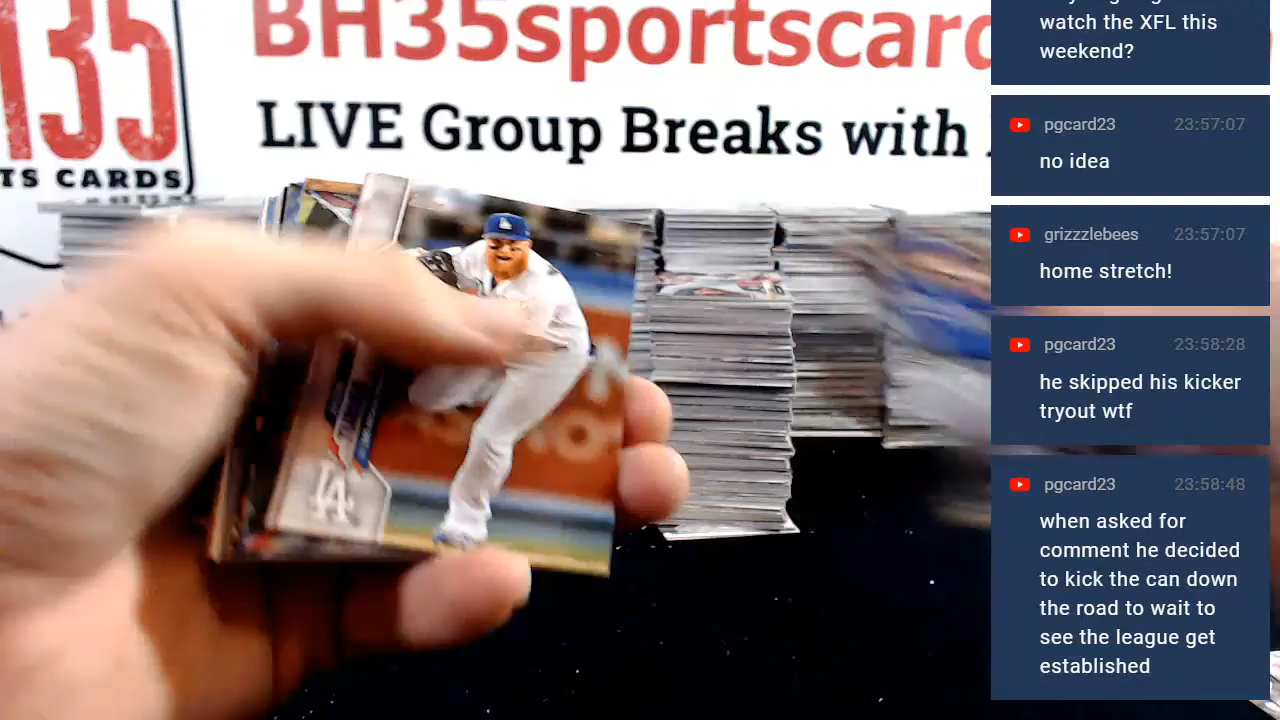 135
TS CARDS
BH35sportscard
LIVE Group Breaks with
LA
watch the XFL this
weekend?
pgcard23 23:57:07
no idea
grizzzlebees 23:57:07
home stretch!
pgcard23 23:58:28
he skipped his kicker
tryout wtf
pgcard23 23:58:48
when asked for
comment he decided
to kick the can down
the road to wait to
see the league get
established